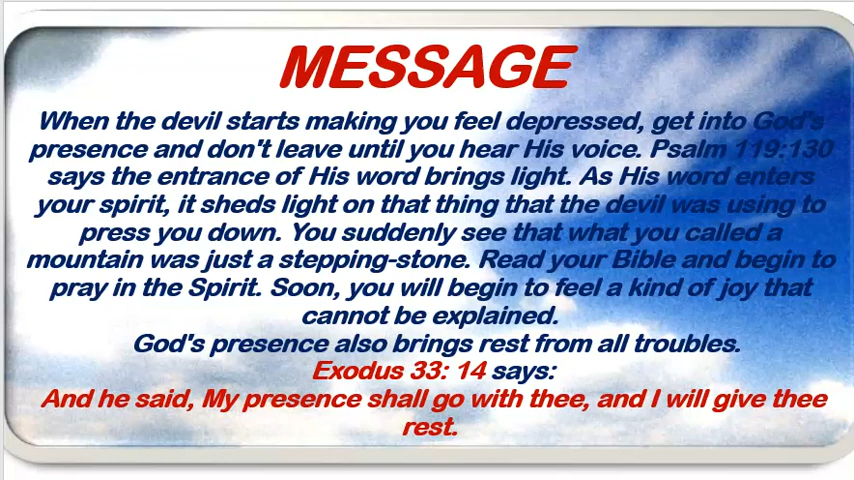 MESSAGE
When the devil starts making you feel depressed, get into God's
presence and don't leave until you hear His voice. Psalm 119:130
says the entrance of His word brings light. As His word enters
your spirit, it sheds light on that thing that the devil was using to
press you down. You suddenly see that what you called a
mountain was just a stepping-stone. Read your Bible and begin to
pray in the Spirit. Soon, you will begin to feel a kind of joy that
cannot be explained.
God's presence also brings rest from all troubles.
Exodus 33: 14 says:
And he said, My presence shall go with thee, and I will give thee
rest.